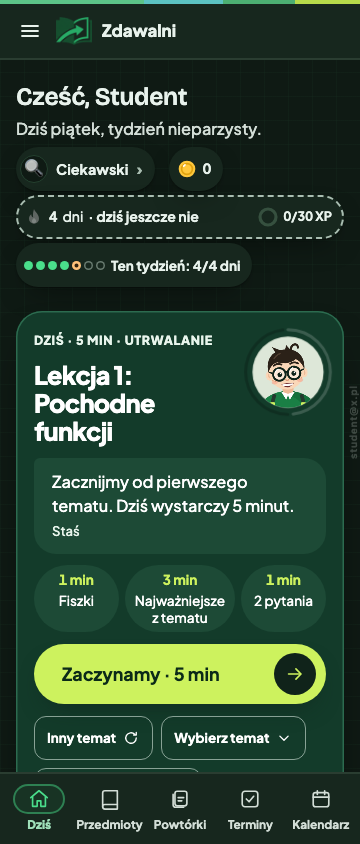 Zdawalni
Cześć, Student
Dziś piątek, tydzień nieparzysty.
Ciekawski ›
0
4 dni · dziś jeszcze nie
0/30 XP
Ten tydzień: 4/4 dni
DZIŚ · 5 MIN · UTRWALANIE
Lekcja 1:
Pochodne
funkcji
student@x.pl
Zacznijmy od pierwszego
tematu. Dziś wystarczy 5 minut.
Staś
1 min
Fiszki
3 min
Najważniejsze
z tematu
1 min
2 pytania
Zaczynamy · 5 min
Inny temat
Wybierz temat
Dziś
Przedmioty
Powtórki
Terminy
Kalendarz